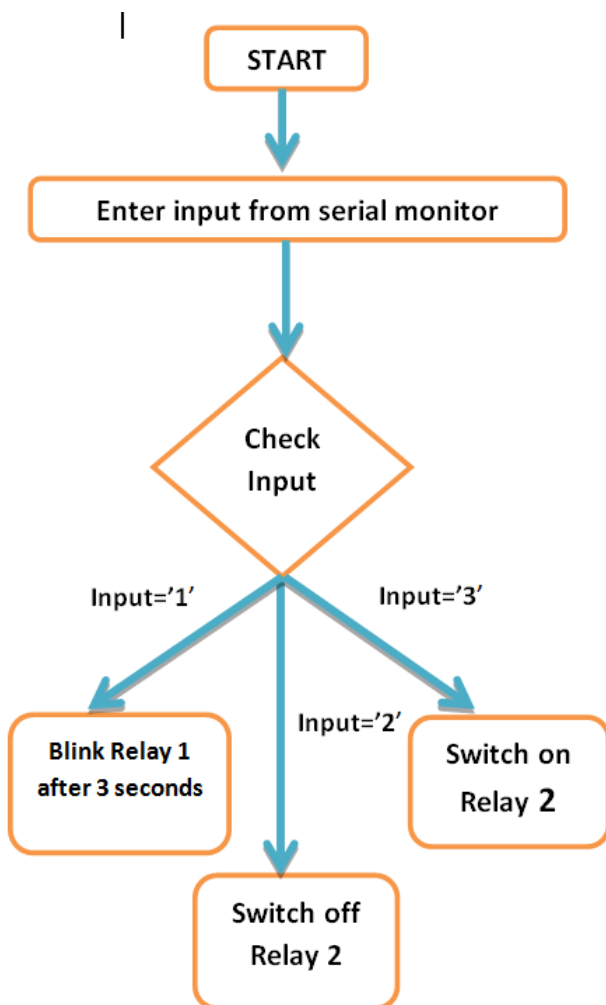 START
Enter input from serial monitor
Check
Input
Input=’1’
Input=’3’
Input=’2’
Blink Relay 1
after 3 seconds
Switch on
Relay 2
Switch off
Relay 2